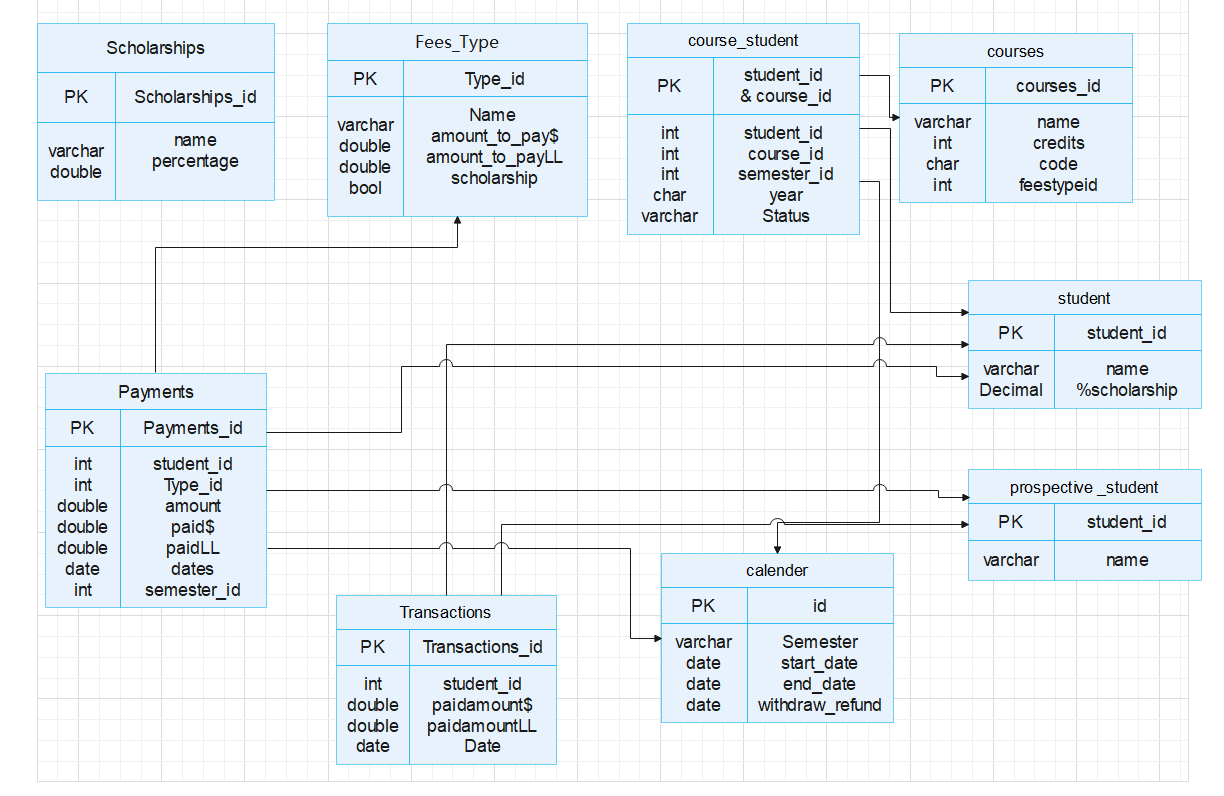 Scholarships
PK Scholarships_id
varchar name
double percentage
Fees_Type
PK Type_id
varchar Name
double amount_to_pay$
double amount_to_payLL
bool scholarship
course_student
PK student_id
& course_id
int student_id
int course_id
int semester_id
char year
varchar Status
courses
PK courses_id
varchar name
int credits
char code
int feestypeid
student
PK student_id
varchar name
Decimal %scholarship
Payments
PK Payments_id
int student_id
int Type_id
double amount
double paid$
double paidLL
date dates
int semester_id
prospective _student
PK student_id
varchar name
Transactions
PK Transactions_id
int student_id
double paidamount$
double paidamountLL
date Date
calender
PK id
varchar Semester
date start_date
date end_date
date withdraw_refund